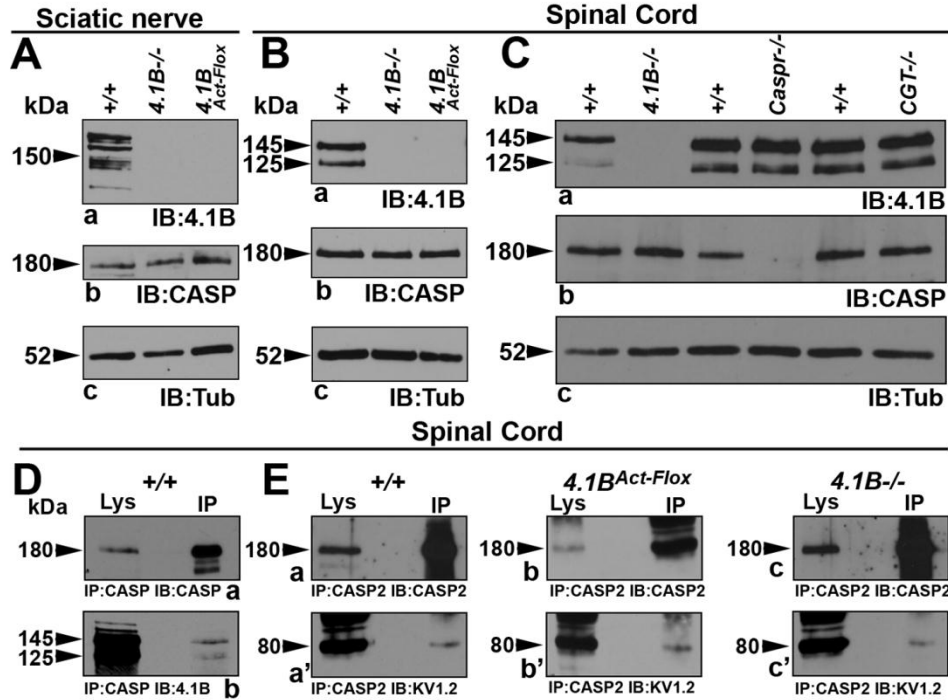 Sciatic nerve
Spinal Cord
A
kDa
+/+
4.1B-/-
4.1B Act-Flox
150
a
IB:4.1B
180
b
IB:CASP
52
c
IB:Tub
B
+/+
4.1B-/-
4.1B Act-Flox
kDa
145
125
a
IB:4.1B
180
b
IB:CASP
52
c
IB:Tub
C
+/+
4.1B-/-
+/+
Caspr-/-
+/+
CGT-/-
kDa
145
125
a
IB:4.1B
180
b
IB:CASP
52
c
IB:Tub
Spinal Cord
D
+/+
kDa
Lys IP
180
IP:CASP IB:CASP a
145
125
IP:CASP IB:4.1B b
E
+/+
Lys IP
180
a
IP:CASP2 IB:CASP2
80
a'
IP:CASP2 IB:KV1.2
4.1BAct-Flox
Lys IP
180
b
IP:CASP2 IB:CASP2
80
b'
IP:CASP2 IB:KV1.2
4.1B-/-
Lys IP
180
c
IP:CASP2 IB:CASP2
80
c'
IP:CASP2 IB:KV1.2